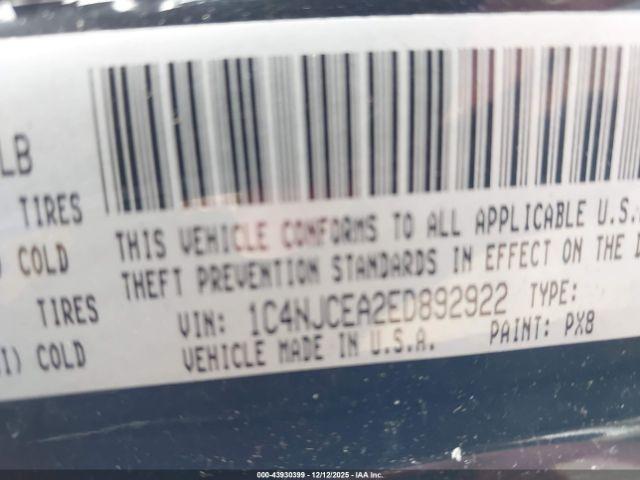 LB
TIRES
COLD
TIRES
I) COLD
THIS VEHICLE CONFORMS TO ALL APPLICABLE U.S.
THEFT PREVENTION STANDARDS IN EFFECT ON THE D
VIN: 1C4NJCEA2ED892922 TYPE:
VEHICLE MADE IN U.S.A. PAINT: PX8
000-43930399 - 12/12/2025 - IAA Inc.